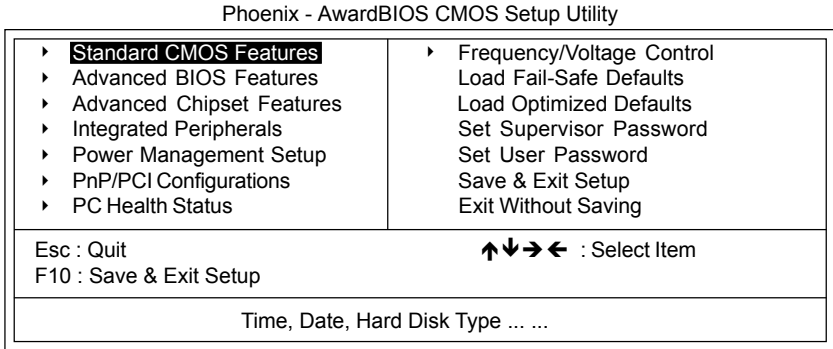 Phoenix - AwardBIOS CMOS Setup Utility
‣ Standard CMOS Features
‣ Advanced BIOS Features
‣ Advanced Chipset Features
‣ Integrated Peripherals
‣ Power Management Setup
‣ PnP/PCI Configurations
‣ PC Health Status
‣ Frequency/Voltage Control
Load Fail-Safe Defaults
Load Optimized Defaults
Set Supervisor Password
Set User Password
Save & Exit Setup
Exit Without Saving
Esc : Quit
F10 : Save & Exit Setup
↑↓→← : Select Item
Time, Date, Hard Disk Type ... ...